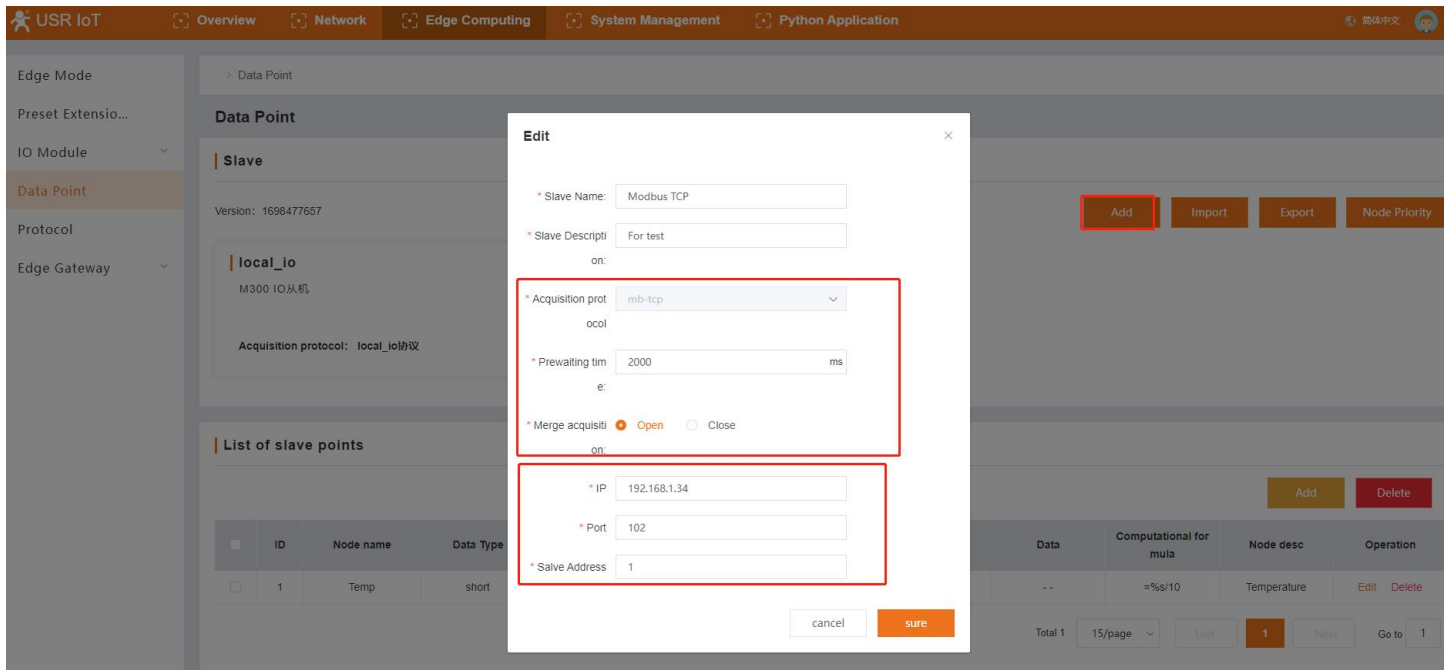 USR IoT Overview Network Edge Computing System Management Python Application 简体中文
Edge Mode
Preset Extensio...
IO Module
Data Point
Protocol
Edge Gateway
> Data Point
Data Point
Slave
Version: 1698477657
Add Import Export Node Priority
local_io
M300 IO从机
Acquisition protocol: local_io协议
Edit
* Slave Name: Modbus TCP
* Slave Descripti For test
on:
* Acquisition prot mb-tcp
ocol
* Prewaiting tim 2000 ms
e:
* Merge acquisiti Open Close
on:
* IP 192.168.1.34
* Port 102
* Salve Address 1
cancel sure
List of slave points
Add Delete
ID Node name Data Type Data Computational for Node desc Operation
mula
1 Temp short - - =%s/10 Temperature Edit Delete
Total 1 15/page Last 1 Next Go to 1